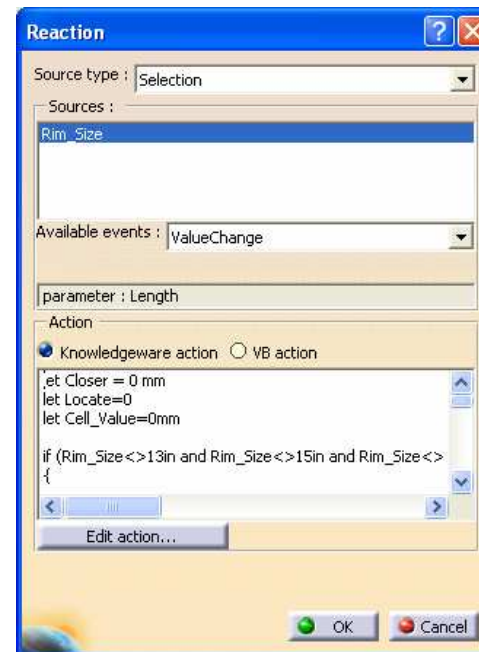 Reaction
Source type : Selection
Sources :
Rim_Size
Available events : ValueChange
parameter : Length
Action
Knowledgeware action VB action
let Closer = 0 mm
let Locate=0
let Cell_Value=0mm
if (Rim_Size<>13in and Rim_Size<>15in and Rim_Size<>
{
Edit action...
OK Cancel